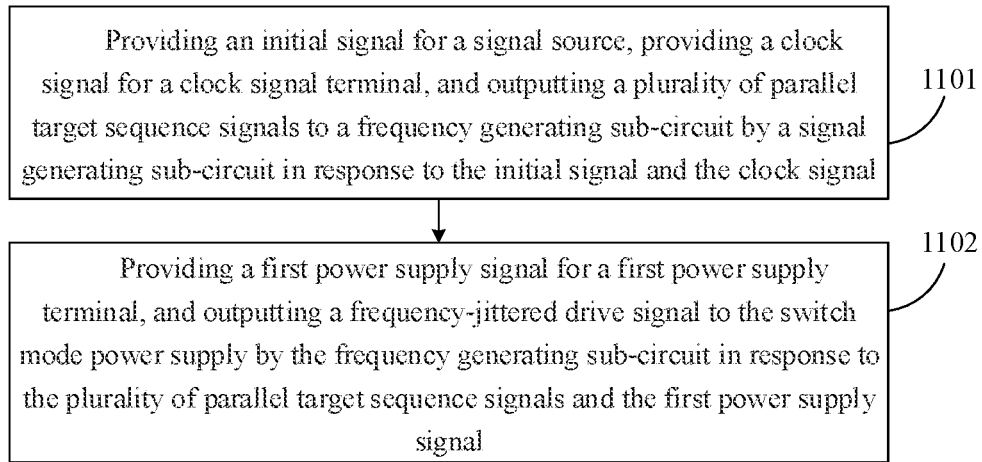 Providing an initial signal for a signal source, providing a clock
signal for a clock signal terminal, and outputting a plurality of parallel
target sequence signals to a frequency generating sub-circuit by a signal
generating sub-circuit in response to the initial signal and the clock signal
1101
Providing a first power supply signal for a first power supply
terminal, and outputting a frequency-jittered drive signal to the switch
mode power supply by the frequency generating sub-circuit in response to
the plurality of parallel target sequence signals and the first power supply
signal
1102